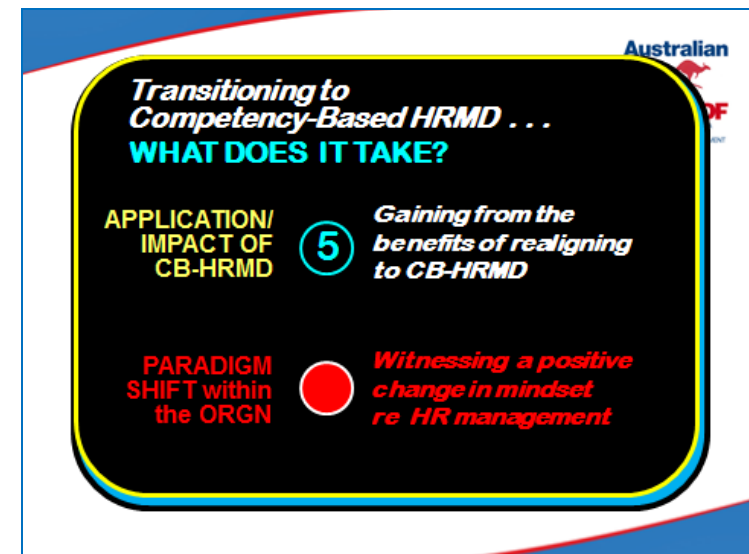 Australian
Transitioning to
Competency-Based HRMD . . .
WHAT DOES IT TAKE?
APPLICATION/
IMPACT OF
CB-HRMD
5
Gaining from the
benefits of realigning
to CB-HRMD
PARADIGM
SHIFT within
the ORGN
Witnessing a positive
change in mindset
re HR management